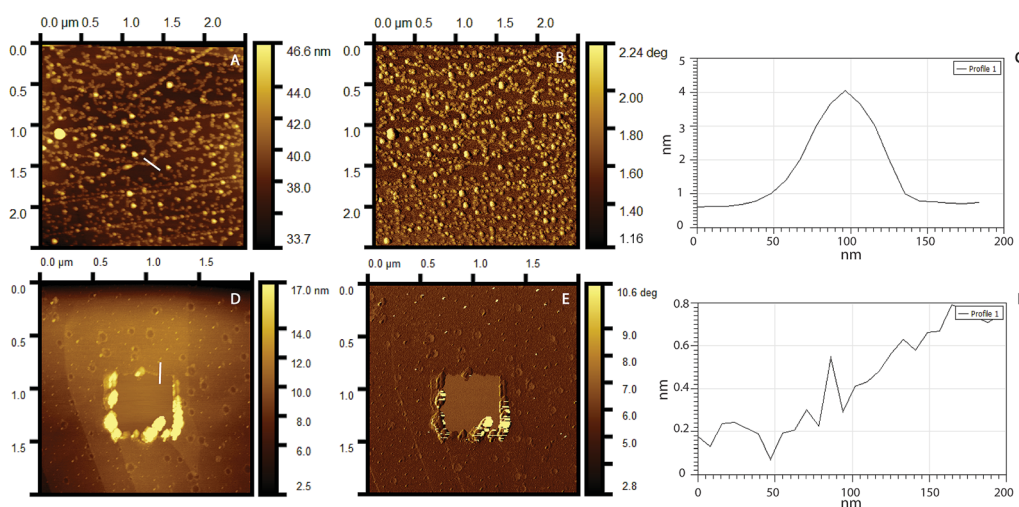 0.0 µm 0.5 1.0 1.5 2.0
0.0
0.5
1.0
1.5
2.0
A
46.6 nm
44.0
42.0
40.0
38.0
36.0
33.7
0.0 µm 0.5 1.0 1.5 2.0
0.0
0.5
1.0
1.5
2.0
B
2.24 deg
2.00
1.80
1.60
1.40
1.16
5
4
3
2
1
0
nm
Profile 1
0 50 100 150 200
nm
0.0 µm 0.5 1.0 1.5
0.0
0.5
1.0
1.5
D
17.0 nm
14.0
12.0
10.0
8.0
6.0
2.5
0.0 µm 0.5 1.0 1.5
0.0
0.5
1.0
1.5
E
10.6 deg
9.0
8.0
7.0
6.0
5.0
2.8
0.8
0.6
0.4
0.2
0
nm
Profile 1
0 50 100 150 200
nm